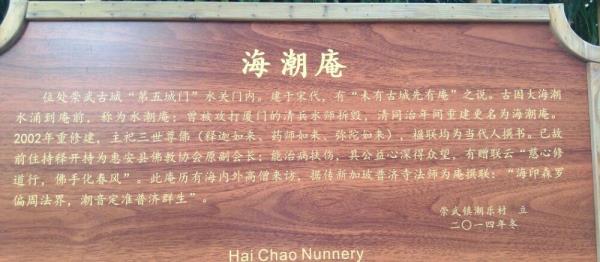 海潮庵
位处崇武古城“第五城门”水关门内。建于宋代，有“未有古城先有庵”之说。古因大海潮
水涌到庵前，称为水潮庵；曾被攻打厦门的清兵水师拆毁，清同治年间重建更名为海潮庵。
2002年重修建，主祀三世尊佛（释迦如来、药师如来、弥陀如来），楹联均为当代人撰书。已故
前住持释开持为惠安县佛教协会原副会长；能治病扶伤，具公益心深得众望，有赠联云“慈心修
道行，佛手化春风”。此庵历有海内外高僧来访，据传新加坡普济寺法师为庵撰联：“海印森罗
偏周法界，潮音定准普济群生”。
崇武镇潮乐村 立
二〇一四年冬
Hai Chao Nunnery